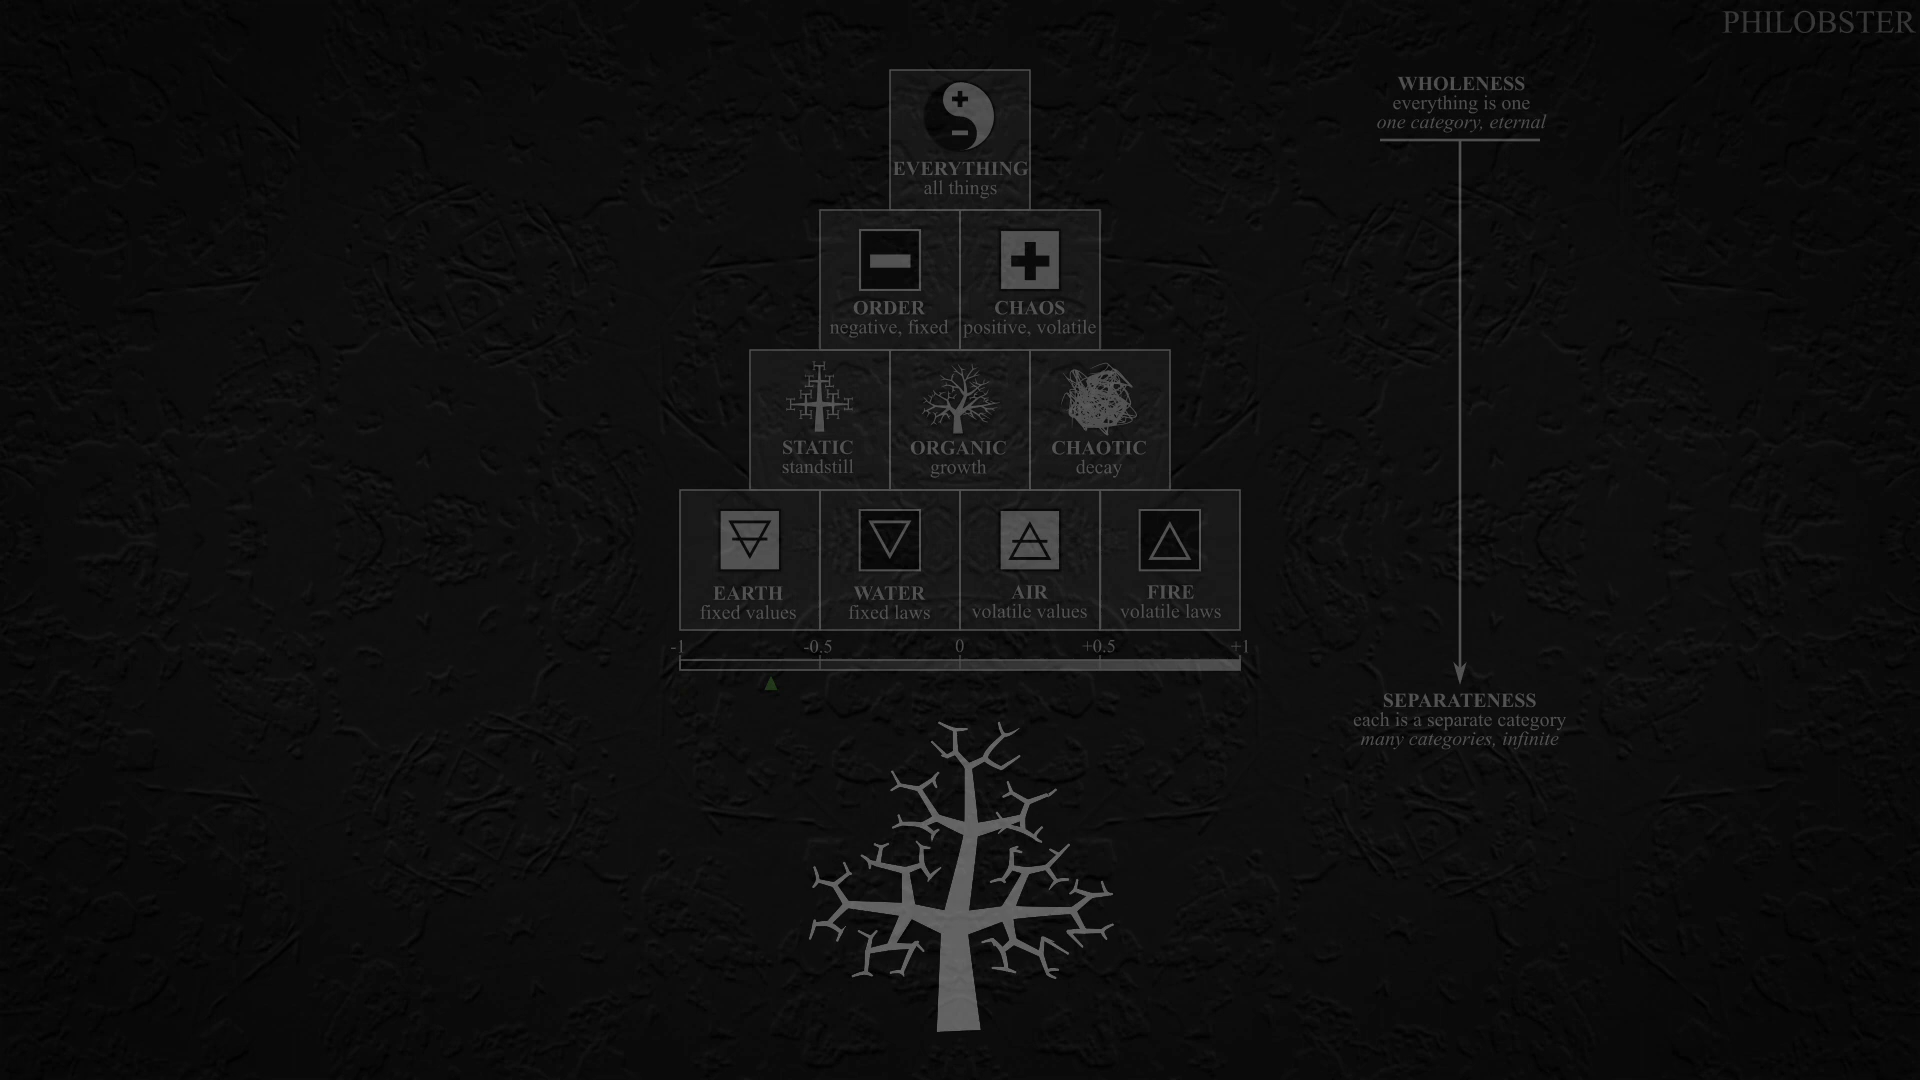 PHILOBSTER
WHOLENESS
everything is one
one category, eternal
EVERYTHING
all things
ORDER
negative, fixed
CHAOS
positive, volatile
STATIC
standstill
ORGANIC
growth
CHAOTIC
decay
EARTH
fixed values
WATER
fixed laws
AIR
volatile values
FIRE
volatile laws
-1
-0.5
0
+0.5
+1
SEPARATENESS
each is a separate category
many categories, infinite